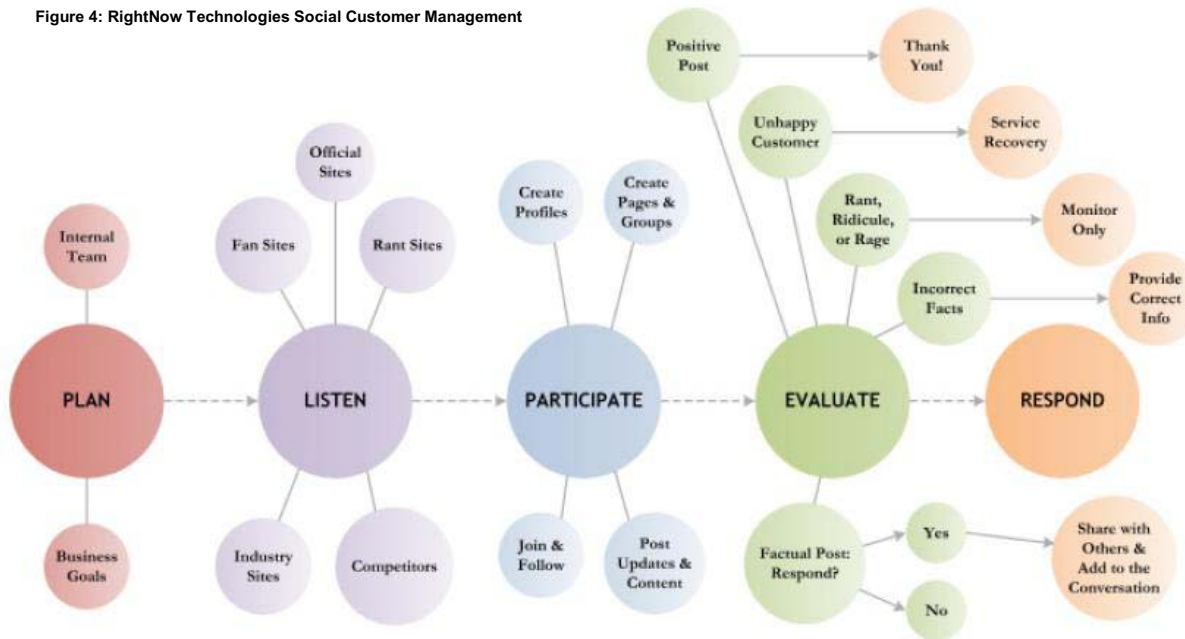 Figure 4: RightNow Technologies Social Customer Management
Positive
Post
Thank
You!
Unhappy
Customer
Service
Recovery
Official
Sites
Create
Profiles
Create
Pages &
Groups
Rant,
Ridicule,
or Rage
Monitor
Only
Internal
Team
Fan Sites
Rant Sites
Incorrect
Facts
Provide
Correct
Info
PLAN
LISTEN
PARTICIPATE
EVALUATE
RESPOND
Business
Goals
Industry
Sites
Competitors
Join &
Follow
Post
Updates &
Content
Factual Post:
Respond?
Yes
No
Share with
Others &
Add to the
Conversation